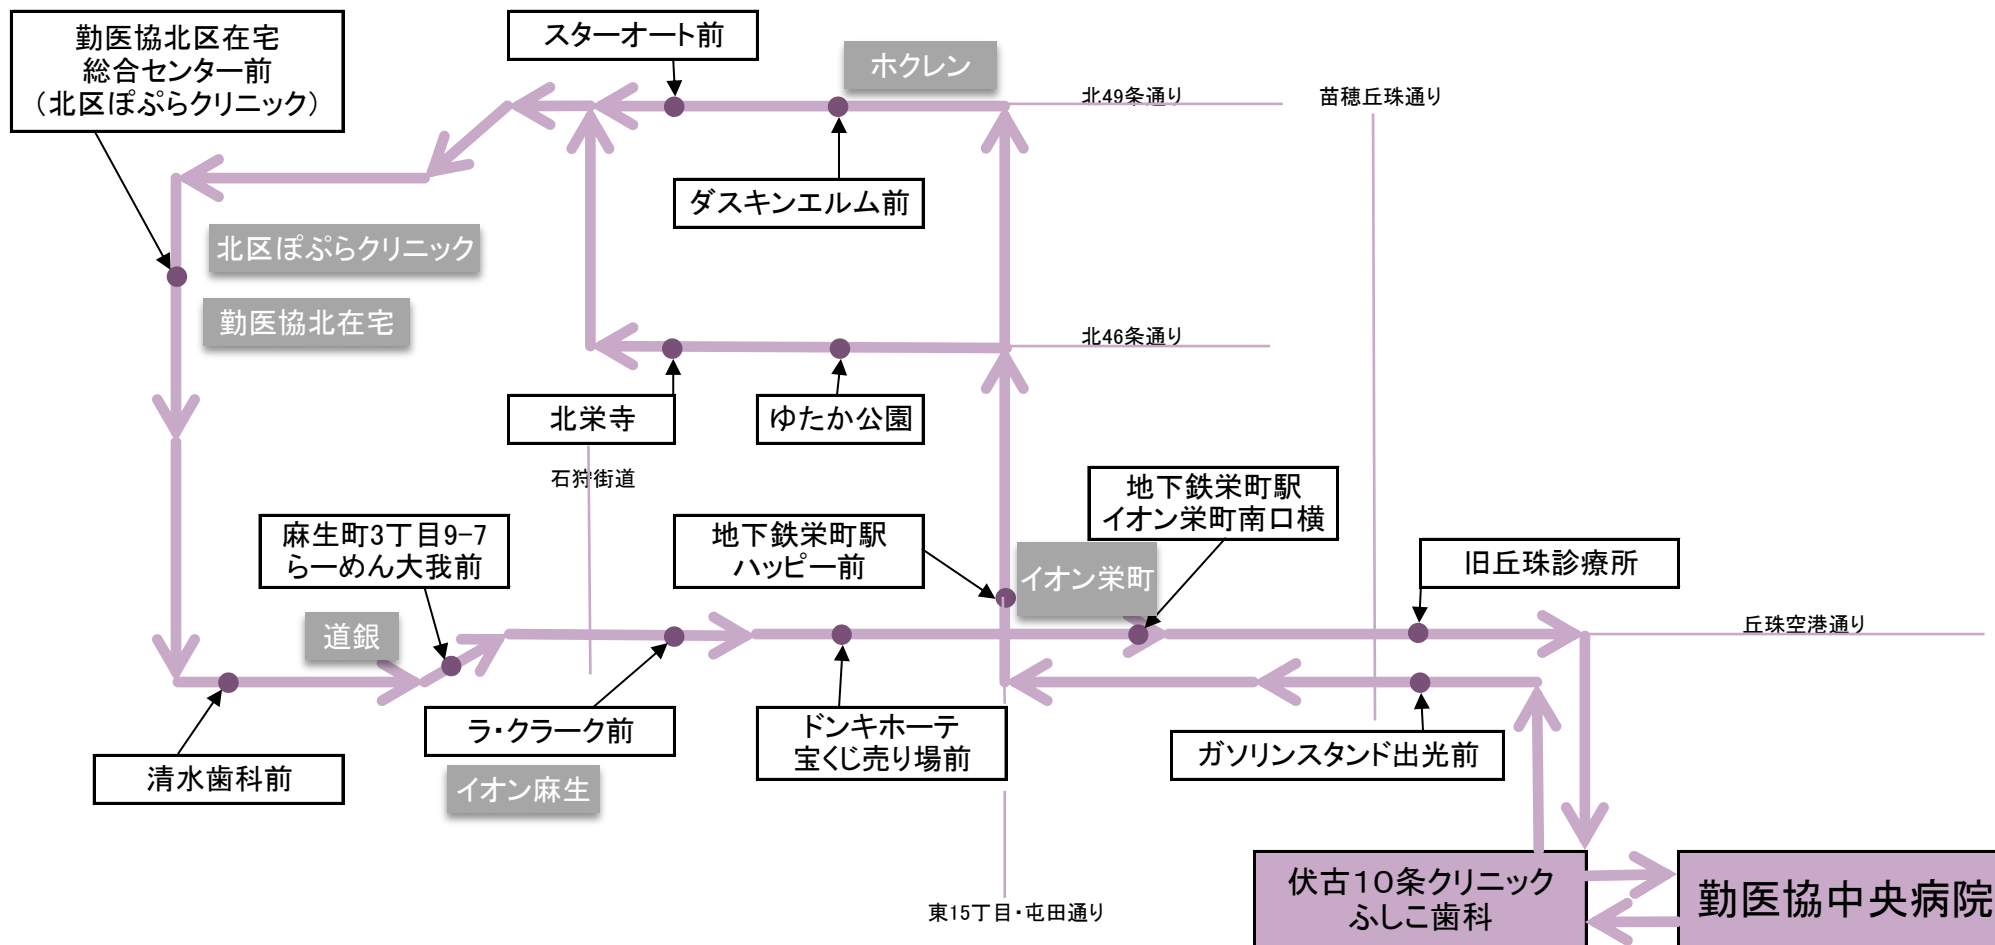 勤医協北区在宅
総合センター前
（北区ぽぷらクリニック）
スターオート前
ホクレン
北49条通り
苗穂丘珠通り
ダスキンエルム前
北区ぽぷらクリニック
勤医協北在宅
北46条通り
北栄寺
ゆたか公園
石狩街道
地下鉄栄町駅
イオン栄町南口横
麻生町3丁目9-7
らーめん大我前
地下鉄栄町駅
ハッピー前
イオン栄町
旧丘珠診療所
道銀
丘珠空港通り
ラ・クラーク前
ドンキホーテ
宝くじ売り場前
ガソリンスタンド出光前
清水歯科前
イオン麻生
伏古１０条クリニック
ふしこ歯科
勤医協中央病院
東15丁目・屯田通り